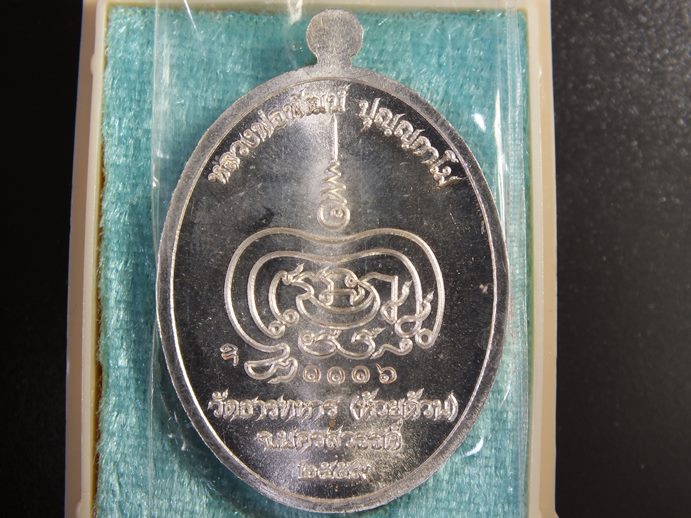 หลวงพ่อพัฒน์ ปุญฺญกาโม
๑๑๑๖
วัดธารทหาร (ห้วยด้วน)
จ.นครสวรรค์
๒๕๕๙